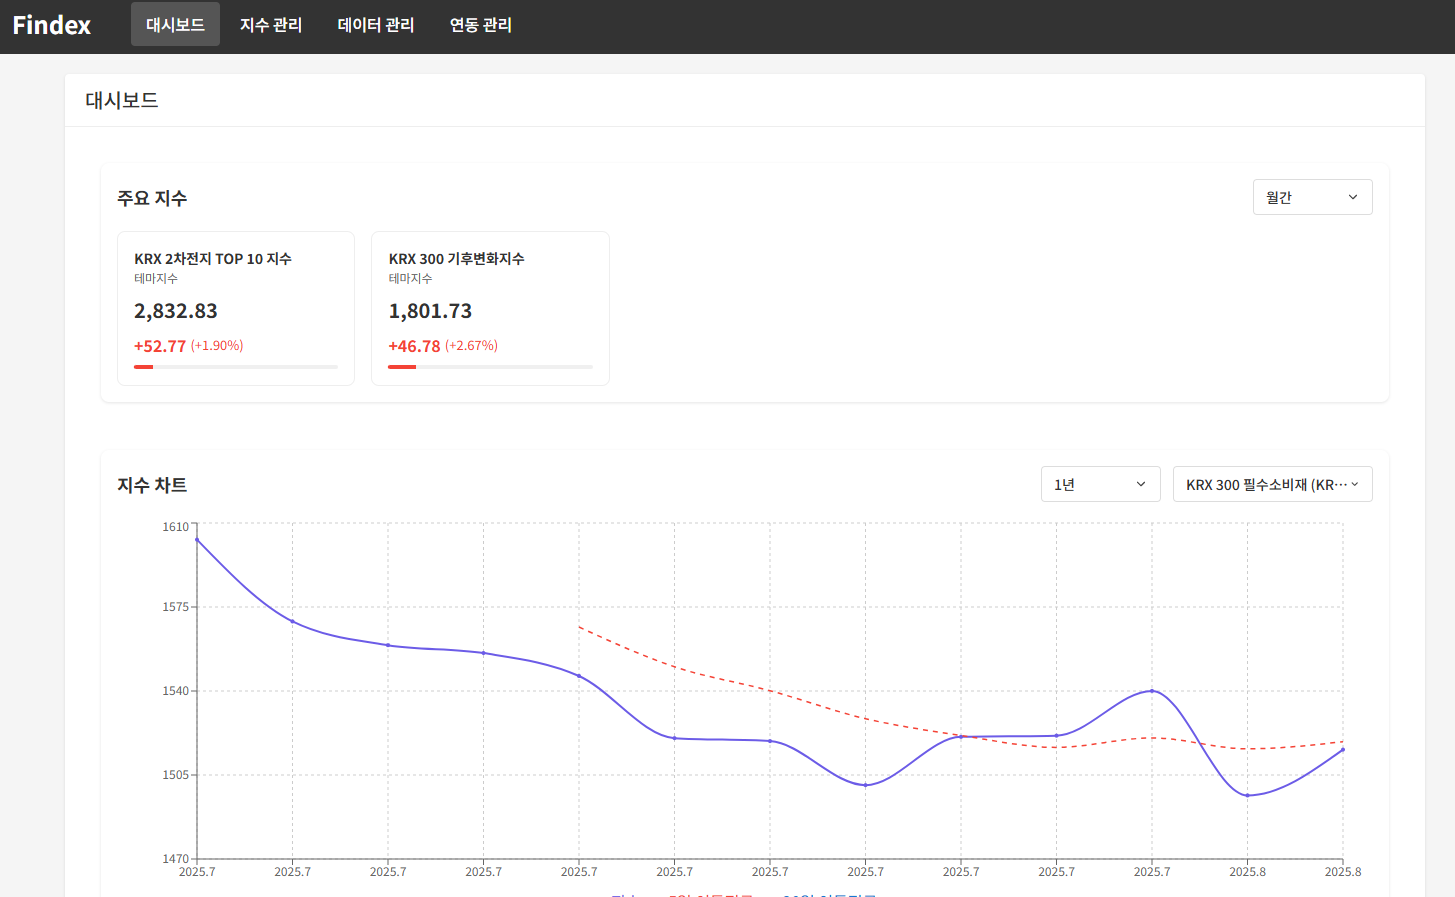 Findex 대시보드 지수 관리 데이터 관리 연동 관리
대시보드
주요 지수
월간
KRX 2차전지 TOP 10 지수
테마지수
2,832.83
+52.77 (+1.90%)
KRX 300 기후변화지수
테마지수
1,801.73
+46.78 (+2.67%)
지수 차트
1년
KRX 300 필수소비재 (KR···
1610
1575
1540
1505
1470
2025.7 2025.7 2025.7 2025.7 2025.7 2025.7 2025.7 2025.7 2025.7 2025.7 2025.7 2025.8 2025.8